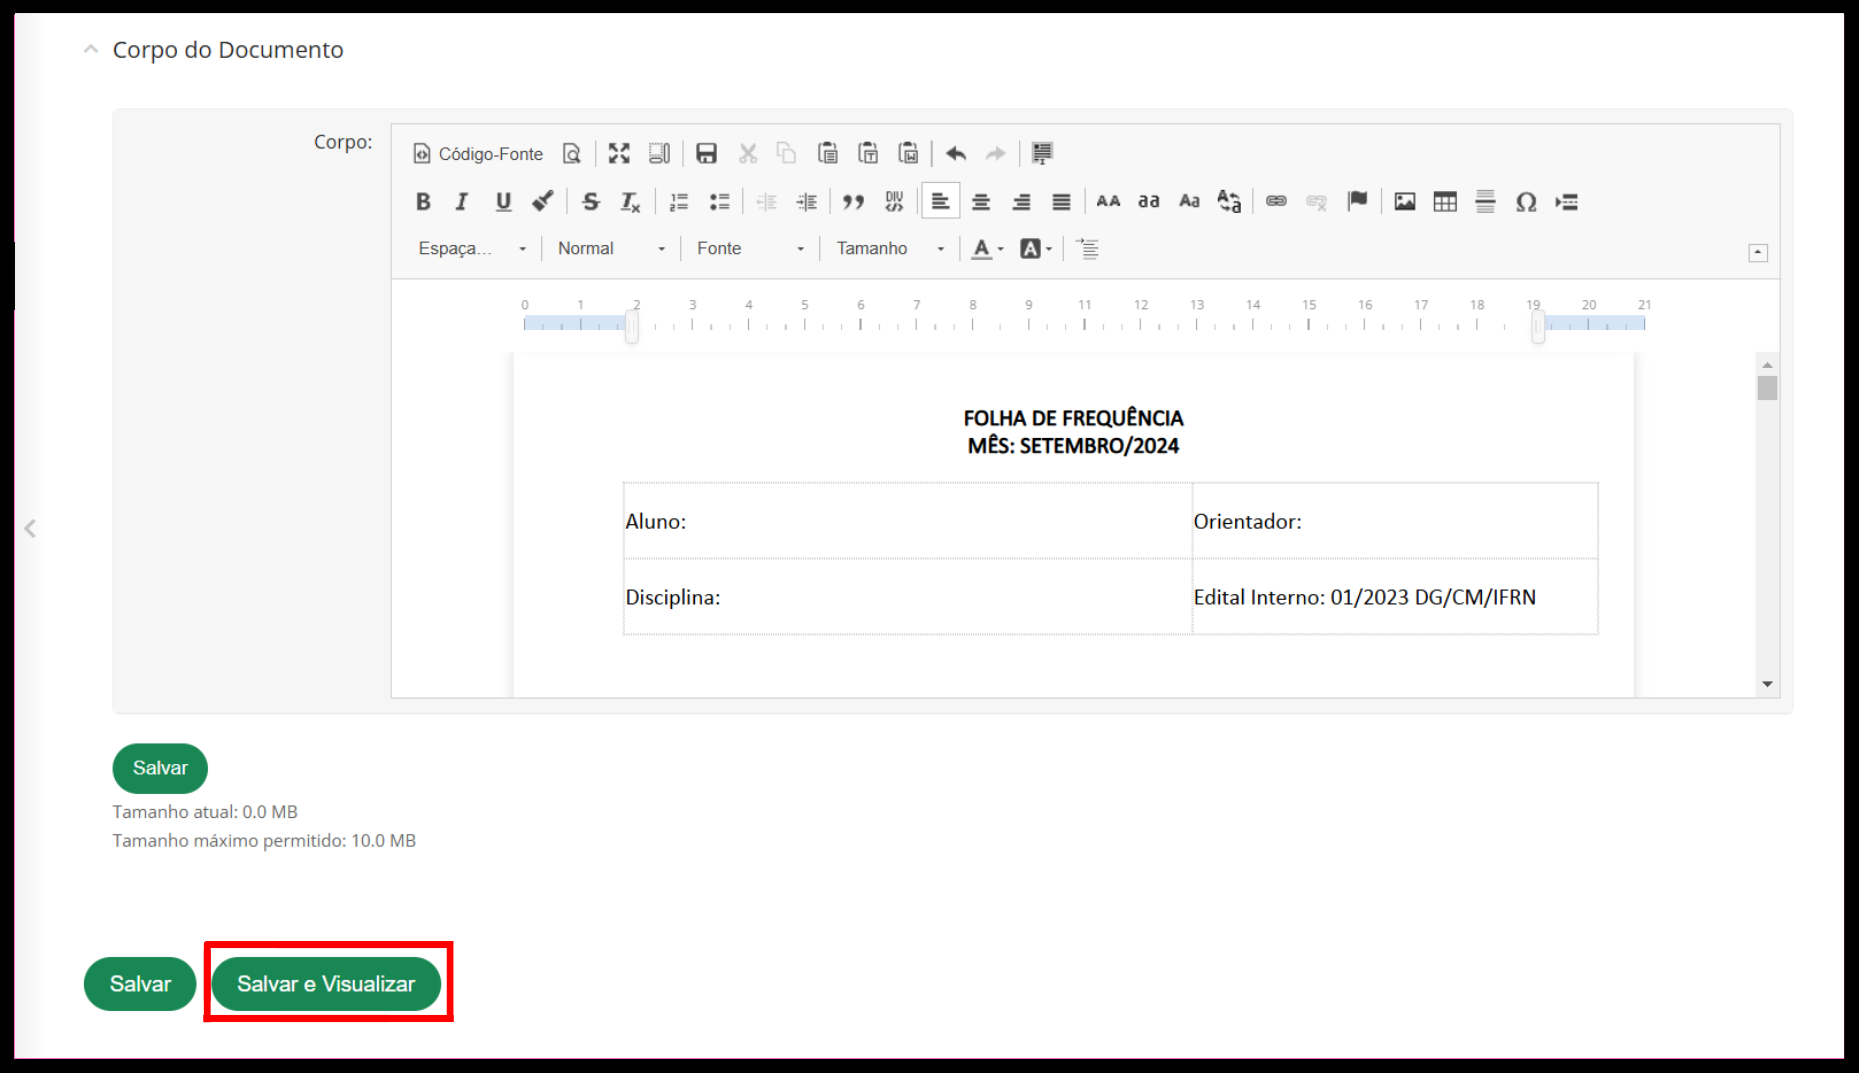 Corpo do Documento
Corpo:
Código-Fonte
B I U S Tx DIV AA aa Aa Aa Ω
Espaça... Normal Fonte Tamanho A A
0 1 2 3 4 5 6 7 8 9 11 12 13 14 15 16 17 18 19 20 21
FOLHA DE FREQUÊNCIA
MÊS: SETEMBRO/2024
Aluno: Orientador:
Disciplina: Edital Interno: 01/2023 DG/CM/IFRN
Salvar
Tamanho atual: 0.0 MB
Tamanho máximo permitido: 10.0 MB
Salvar Salvar e Visualizar